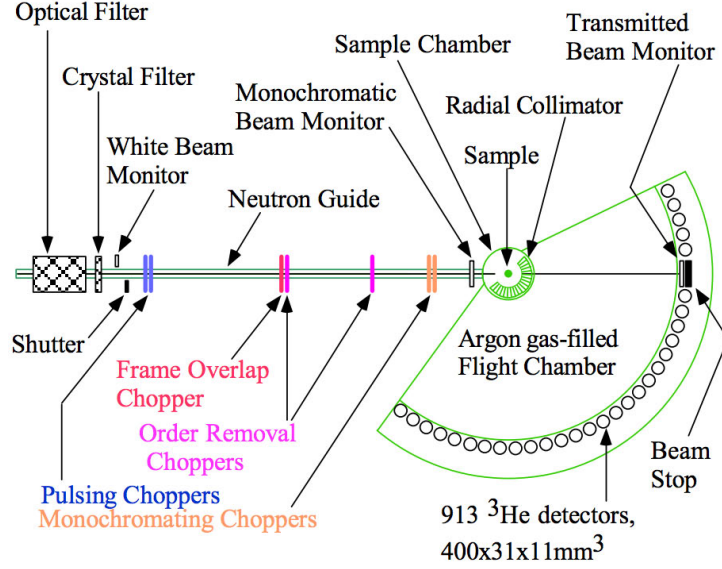 Optical Filter
Crystal Filter
White Beam
Monitor
Neutron Guide
Monochromatic
Beam Monitor
Sample Chamber
Radial Collimator
Sample
Transmitted
Beam Monitor
Shutter
Frame Overlap
Chopper
Order Removal
Choppers
Pulsing Choppers
Monochromating Choppers
Argon gas-filled
Flight Chamber
Beam
Stop
913 ³He detectors,
400x31x11mm³